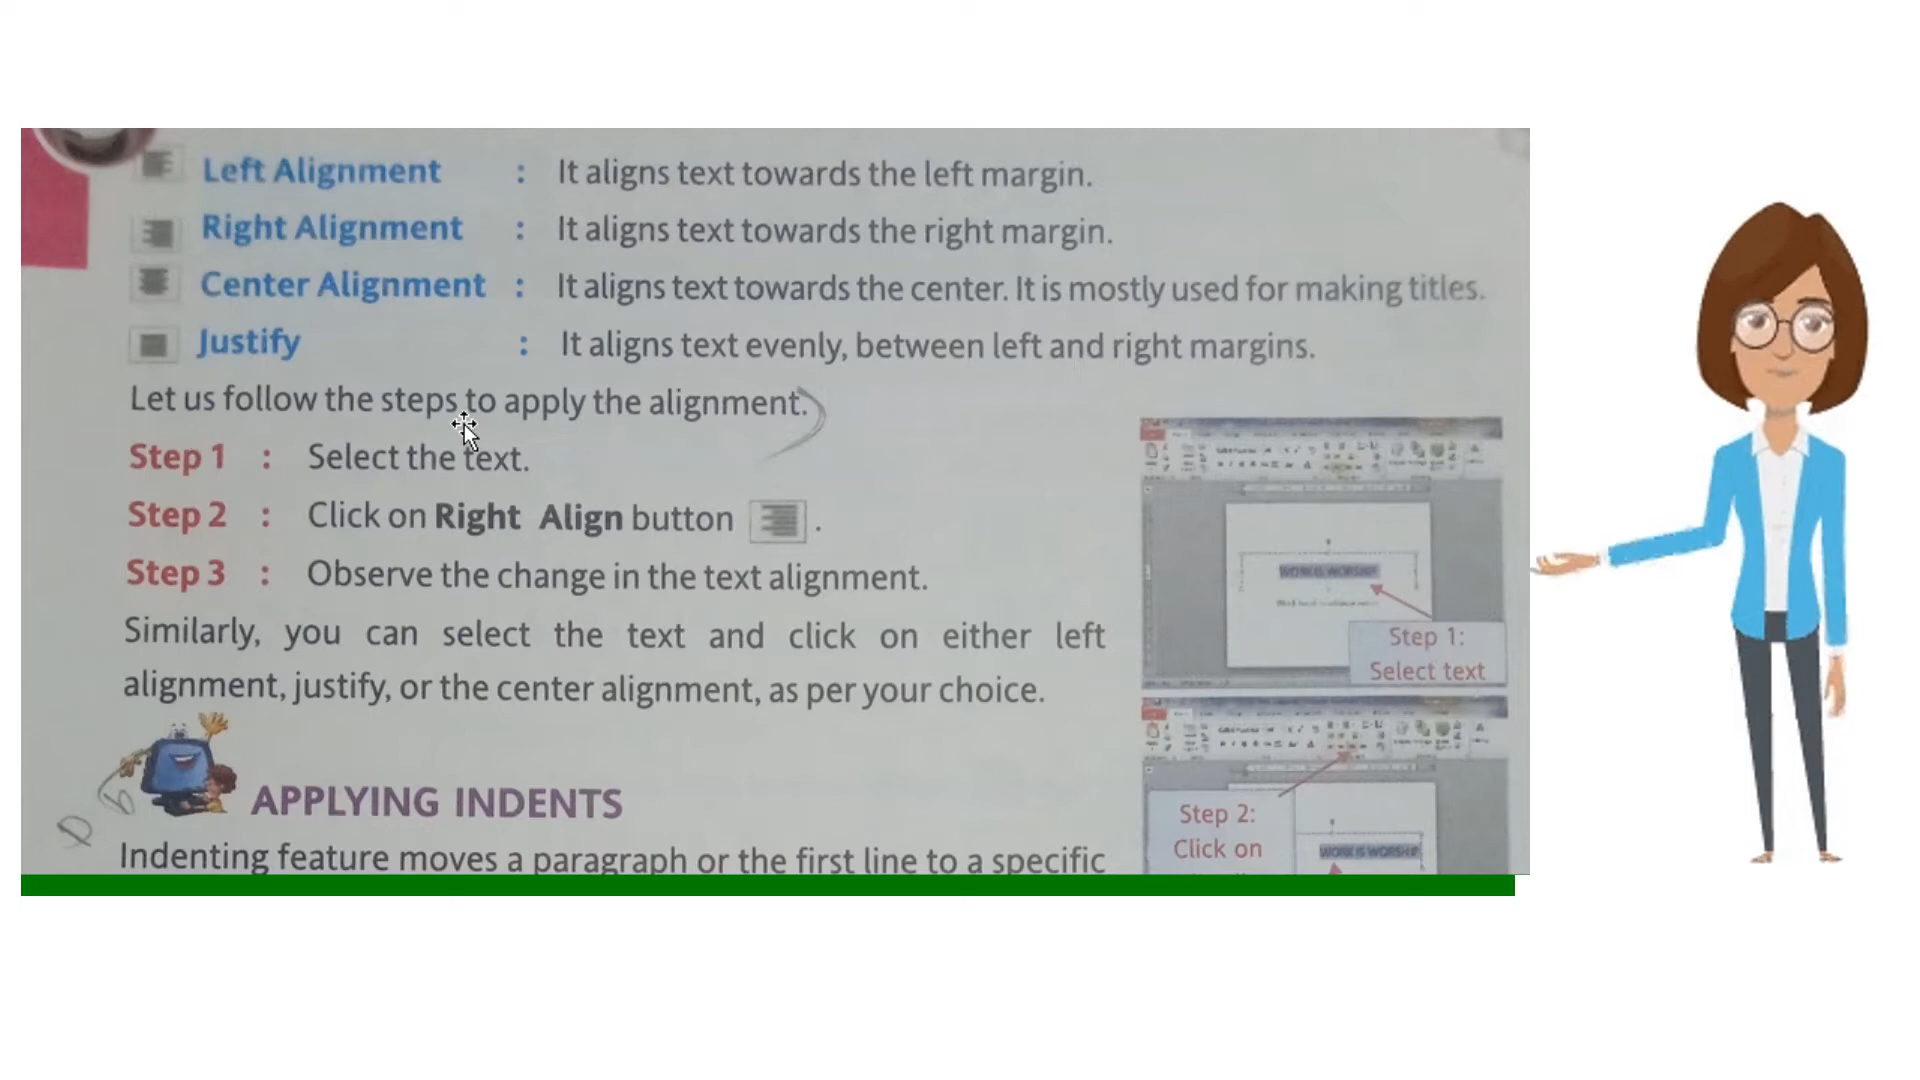 Left Alignment : It aligns text towards the left margin.
Right Alignment : It aligns text towards the right margin.
Center Alignment : It aligns text towards the center. It is mostly used for making titles.
Justify : It aligns text evenly, between left and right margins.
Let us follow the steps to apply the alignment.
Step 1 : Select the text.
Step 2 : Click on Right Align button .
Step 3 : Observe the change in the text alignment.
Similarly, you can select the text and click on either left
alignment, justify, or the center alignment, as per your choice.
APPLYING INDENTS
Indenting feature moves a paragraph or the first line to a specific
WORK IS WORSHIP
Step 1:
Select text
Step 2:
Click on
WORK IS WORSHIP